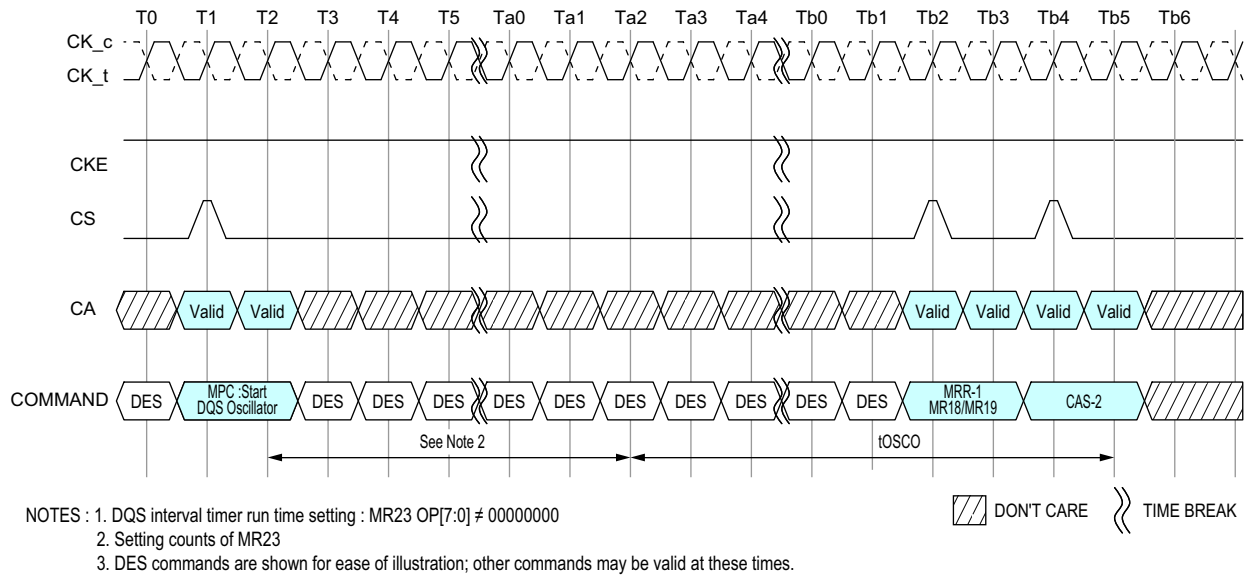 T0 T1 T2 T3 T4 T5 Ta0 Ta1 Ta2 Ta3 Ta4 Tb0 Tb1 Tb2 Tb3 Tb4 Tb5 Tb6
CK_c
CK_t
CKE
CS
CA Valid Valid Valid Valid Valid Valid
COMMAND DES MPC :Start DES DES DES DES DES DES DES DES DES DES MRR-1 CAS-2
DQS Oscillator MR18/MR19
See Note 2 tOSCO
NOTES : 1. DQS interval timer run time setting : MR23 OP[7:0] ≠ 00000000
2. Setting counts of MR23
3. DES commands are shown for ease of illustration; other commands may be valid at these times.
DON'T CARE TIME BREAK